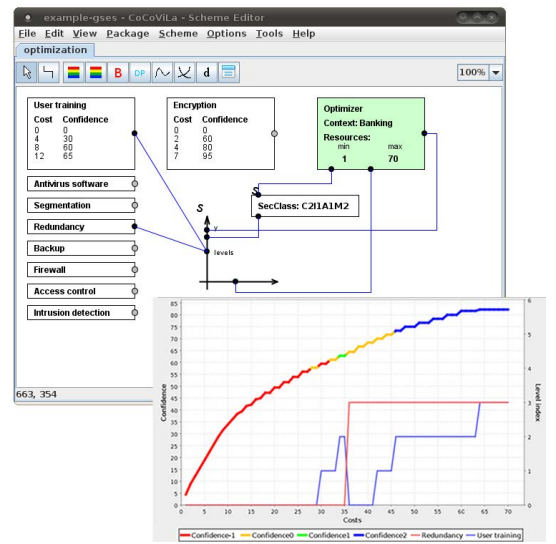 example-gses - CoCoViLa - Scheme Editor
File Edit View Package Scheme Options Tools Help
optimization
B DP d 100%
User training
Cost Confidence
0 0
4 30
8 60
12 65
Encryption
Cost Confidence
0 0
2 60
4 80
7 95
Optimizer
Context: Banking
Resources:
min max
1 70
Antivirus software
Segmentation
Redundancy
Backup
Firewall
Access control
Intrusion detection
S
SecClass: C2I1A1M2
S
y
levels
663, 354
Confidence
85
80
75
70
65
60
55
50
45
40
35
30
25
20
15
10
5
0
Level index
6
5
4
3
2
1
0
0 5 10 15 20 25 30 35 40 45 50 55 60 65 70
Costs
Confidence-1 Confidence0 Confidence1 Confidence2 Redundancy User training